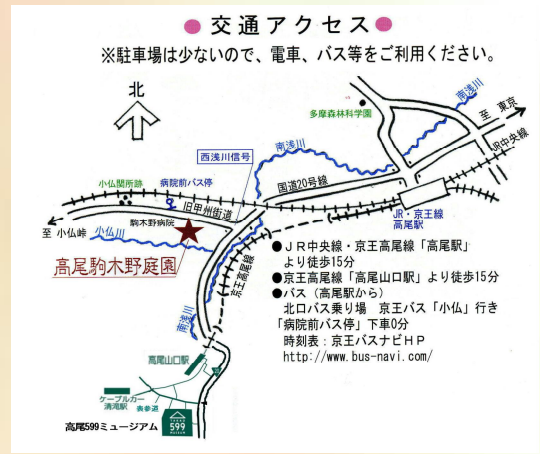 ●交通アクセス●
※駐車場は少ないので、電車、バス等をご利用ください。
北
南浅川
至 東京
多摩森林科学園
JR中央線
南浅川
西浅川信号
国道20号線
小仏関所跡
病院前バス停
旧甲州街道
駒木野病院
JR・京王線
高尾駅
至 小仏峠
小仏川
高尾駒木野庭園
京王高尾線
南浅川
●JR中央線・京王高尾線「高尾駅」
より徒歩15分
●京王高尾線「高尾山口駅」より徒歩15分
●バス（高尾駅から）
北口バス乗り場 京王バス「小仏」行き
「病院前バス停」下車0分
時刻表：京王バスナビHP
http://www.bus-navi.com/
高尾山口駅
ケーブルカー
清滝駅
表参道
599
高尾599ミュージアム